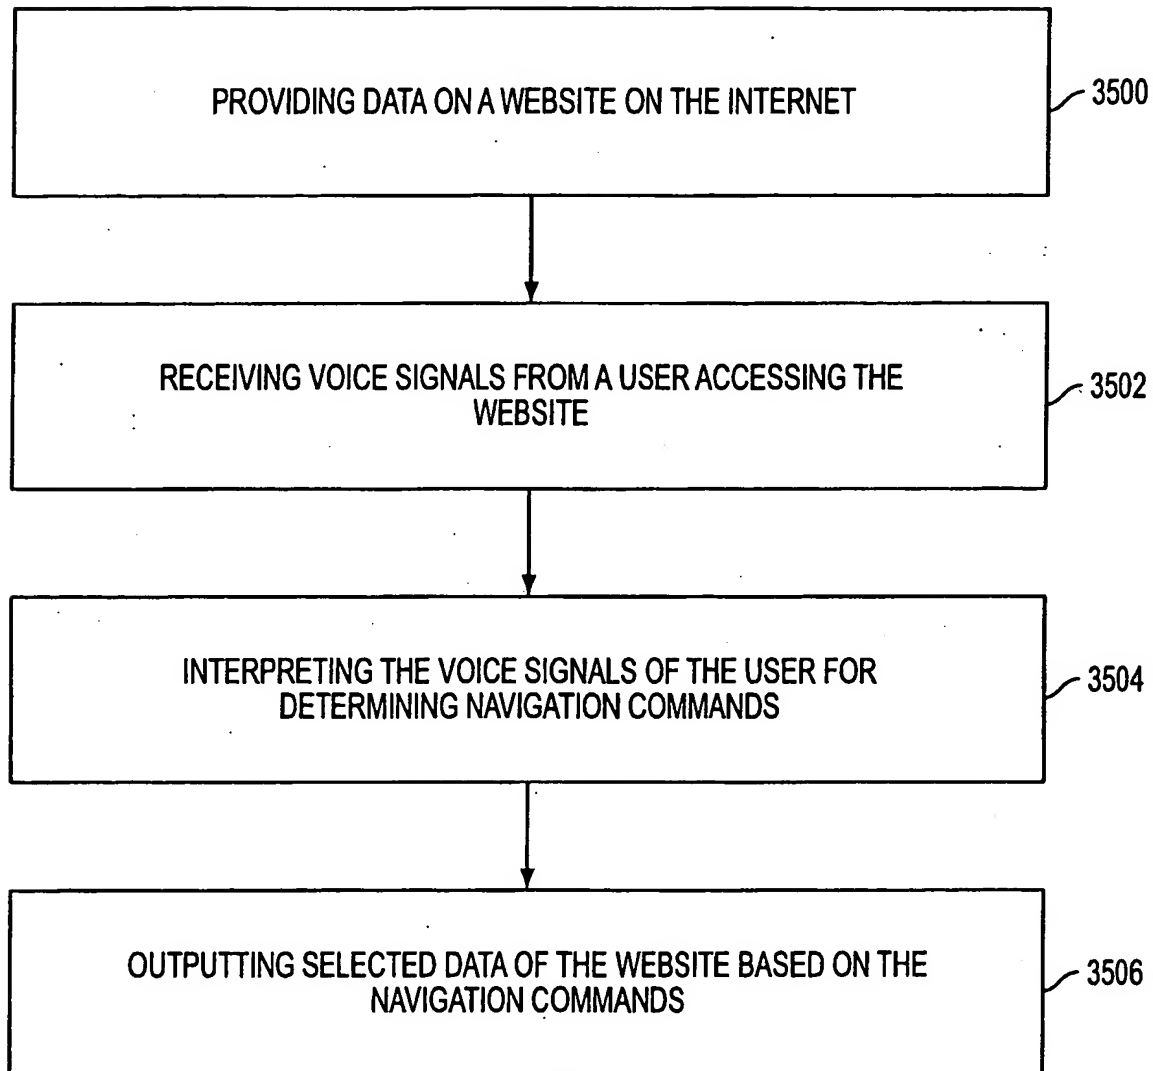 PROVIDING DATA ON A WEBSITE ON THE INTERNET
3500
RECEIVING VOICE SIGNALS FROM A USER ACCESSING THE
WEBSITE
3502
INTERPRETING THE VOICE SIGNALS OF THE USER FOR
DETERMINING NAVIGATION COMMANDS
3504
OUTPUTTING SELECTED DATA OF THE WEBSITE BASED ON THE
NAVIGATION COMMANDS
3506